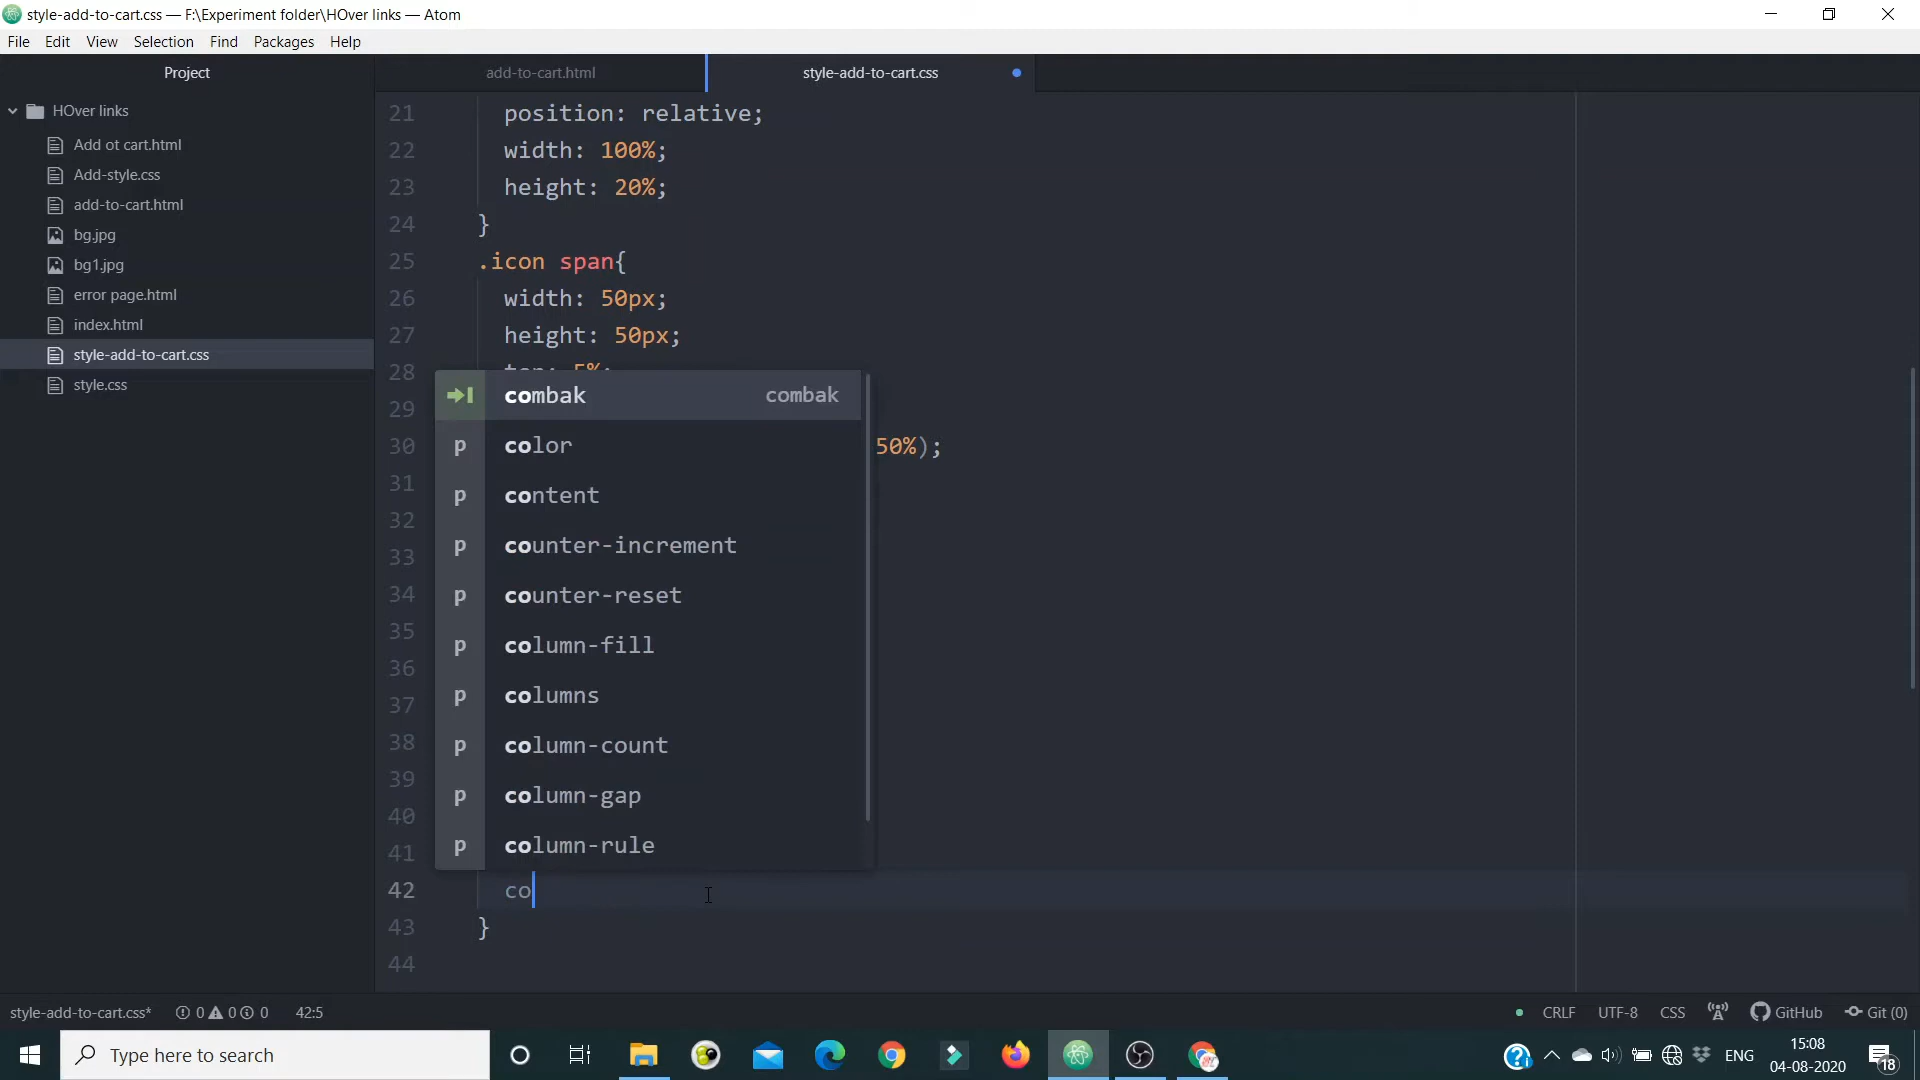 style-add-to-cart.css — F:\Experiment folder\HOver links — Atom
File Edit View Selection Find Packages Help
Project
add-to-cart.html
style-add-to-cart.css
HOver links
Add ot cart.html
Add-style.css
add-to-cart.html
bg.jpg
bg1.jpg
error page.html
index.html
style-add-to-cart.css
style.css
21 position: relative;
22 width: 100%;
23 height: 20%;
24 }
25 .icon span{
26 width: 50px;
27 height: 50px;
28
29
30 50%);
31
32
33
34
35
36
37
38
39
40
41
42 co
43 }
44
combak combak
p color
p content
p counter-increment
p counter-reset
p column-fill
p columns
p column-count
p column-gap
p column-rule
style-add-to-cart.css* 0 0 0 42:5
CRLF UTF-8 CSS GitHub Git (0)
Type here to search
ENG
15:08
04-08-2020
18